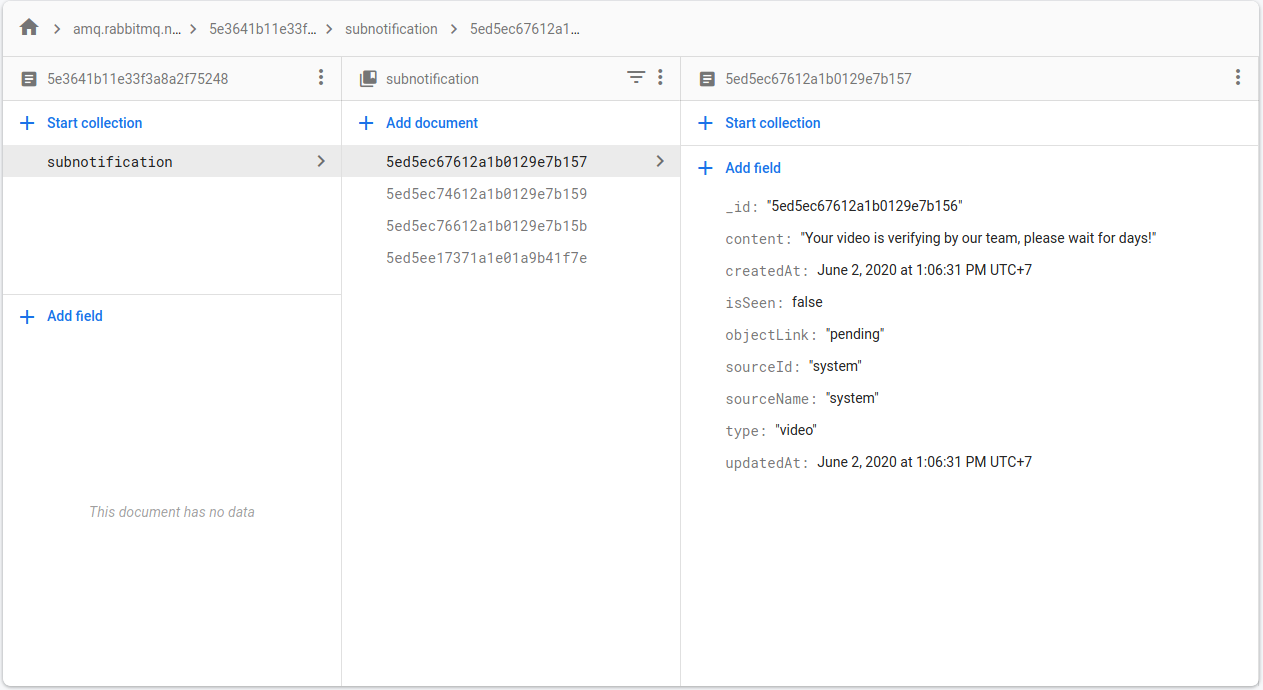 amq.rabbitmq.n... > 5e3641b11e33f... > subnotification > 5ed5ec67612a1...
5e3641b11e33f3a8a2f75248
Start collection
subnotification
Add field
This document has no data
subnotification
Add document
5ed5ec67612a1b0129e7b157
5ed5ec74612a1b0129e7b159
5ed5ec76612a1b0129e7b15b
5ed5ee17371a1e01a9b41f7e
5ed5ec67612a1b0129e7b157
Start collection
Add field
_id: "5ed5ec67612a1b0129e7b156"
content: "Your video is verifying by our team, please wait for days!"
createdAt: June 2, 2020 at 1:06:31 PM UTC+7
isSeen: false
objectLink: "pending"
sourceId: "system"
sourceName: "system"
type: "video"
updatedAt: June 2, 2020 at 1:06:31 PM UTC+7